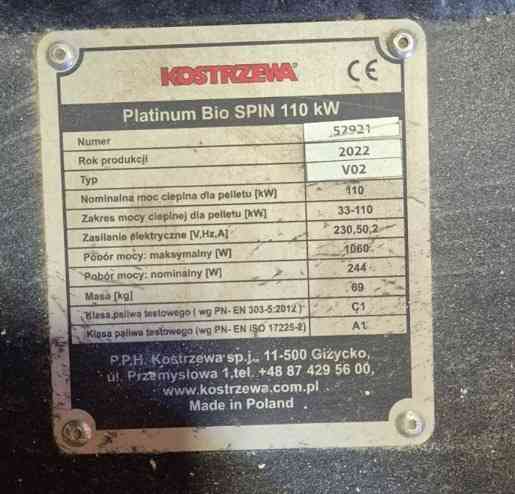 KOSTRZEWA CE
Platinum Bio SPIN 110 kW
Numer 52921
Rok produkcji 2022
Typ V02
Nominalna moc cieplna dla pelletu [kW] 110
Zakres mocy cieplnej dla pelletu [kW] 33-110
Zasilanie elektryczne [V,Hz,A] 230,50,2
Pobór mocy: maksymalny [W] 1060
Pobór mocy: nominalny [W] 244
Masa [kg] 69
Klasa paliwa testowego ( wg PN- EN 303-5:2012 ) C1
Klasa paliwa testowego (wg PN- EN ISO 17225-2) A1
P.P.H. Kostrzewa sp.j.. 11-500 Giżycko,
ul. Przemysłowa 1,tel. +48 87 429 56 00,
www.kostrzewa.com.pl
Made in Poland